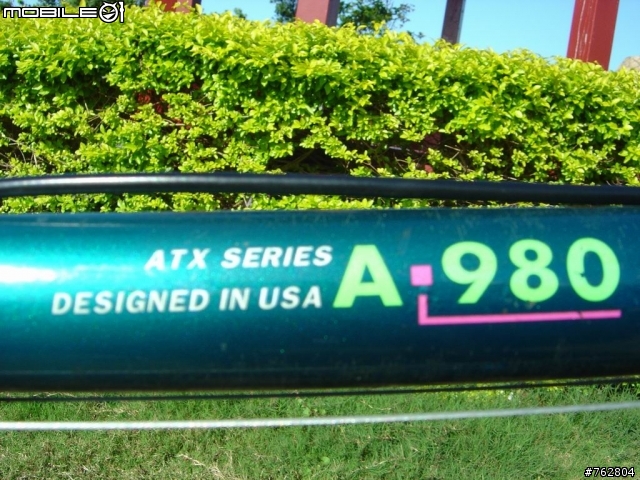 MOBILE01
ATX SERIES
DESIGNED IN USA
A·980
#762804